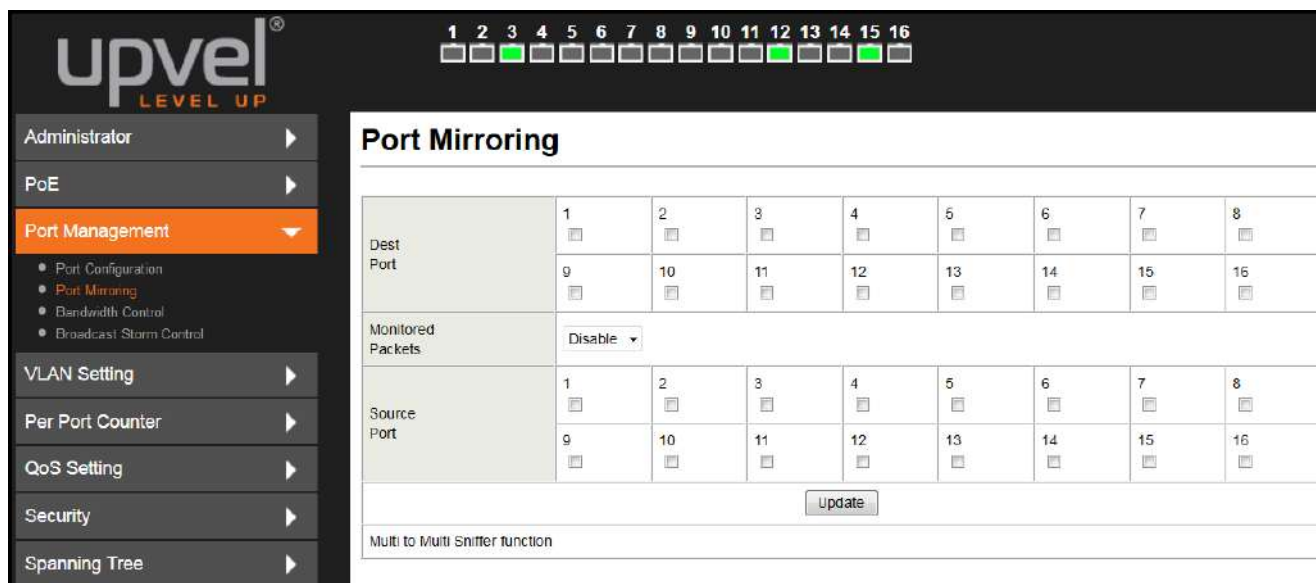 upvel®
LEVEL UP
1 2 3 4 5 6 7 8 9 10 11 12 13 14 15 16
Administrator
PoE
Port Management
Port Configuration
Port Mirroring
Bandwidth Control
Broadcast Storm Control
VLAN Setting
Per Port Counter
QoS Setting
Security
Spanning Tree
Port Mirroring
Dest
Port
1 2 3 4 5 6 7 8
9 10 11 12 13 14 15 16
Monitored
Packets
Disable
Source
Port
1 2 3 4 5 6 7 8
9 10 11 12 13 14 15 16
Update
Multi to Multi Sniffer function